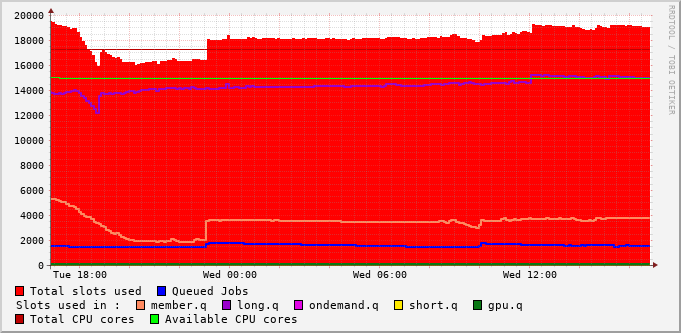 20000
18000
16000
14000
12000
10000
8000
6000
4000
2000
0
Tue 18:00 Wed 00:00 Wed 06:00 Wed 12:00
RRDTOOL / TOBI OETIKER
Total slots used Queued Jobs
Slots used in : member.q long.q ondemand.q short.q gpu.q
Total CPU cores Available CPU cores